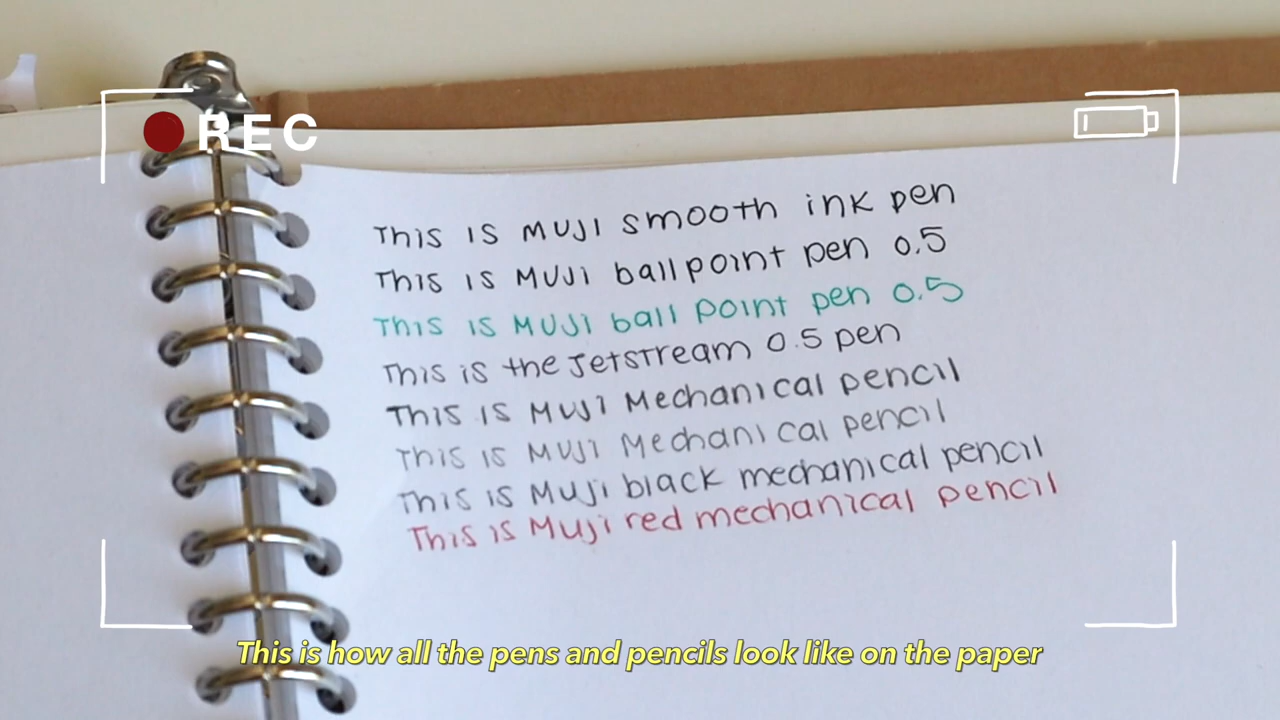 REC
This is MUJI smooth ink pen
This is MUJI ballpoint pen 0.5
This is MUJI ball point pen 0.5
This is the Jetstream 0.5 pen
This is MUJI Mechanical pencil
This is MUJI Mechanical pencil
This is Muji black mechanical pencil
This is Muji red mechanical pencil
This is how all the pens and pencils look like on the paper